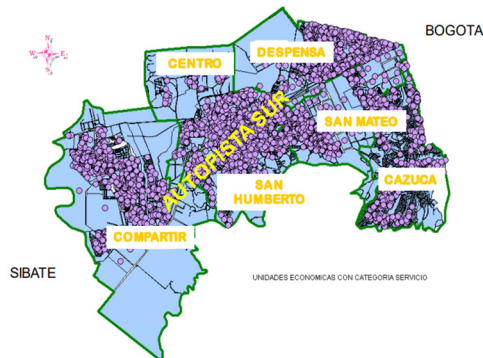 N
W E
S
BOGOTA
DESPENSA
CENTRO
AUTOPISTA SUR
SAN MATEO
CAZUCA
SAN
HUMBERTO
COMPARTIR
SIBATE
UNIDADES ECONOMICAS CON CATEGORIA SERVICIO